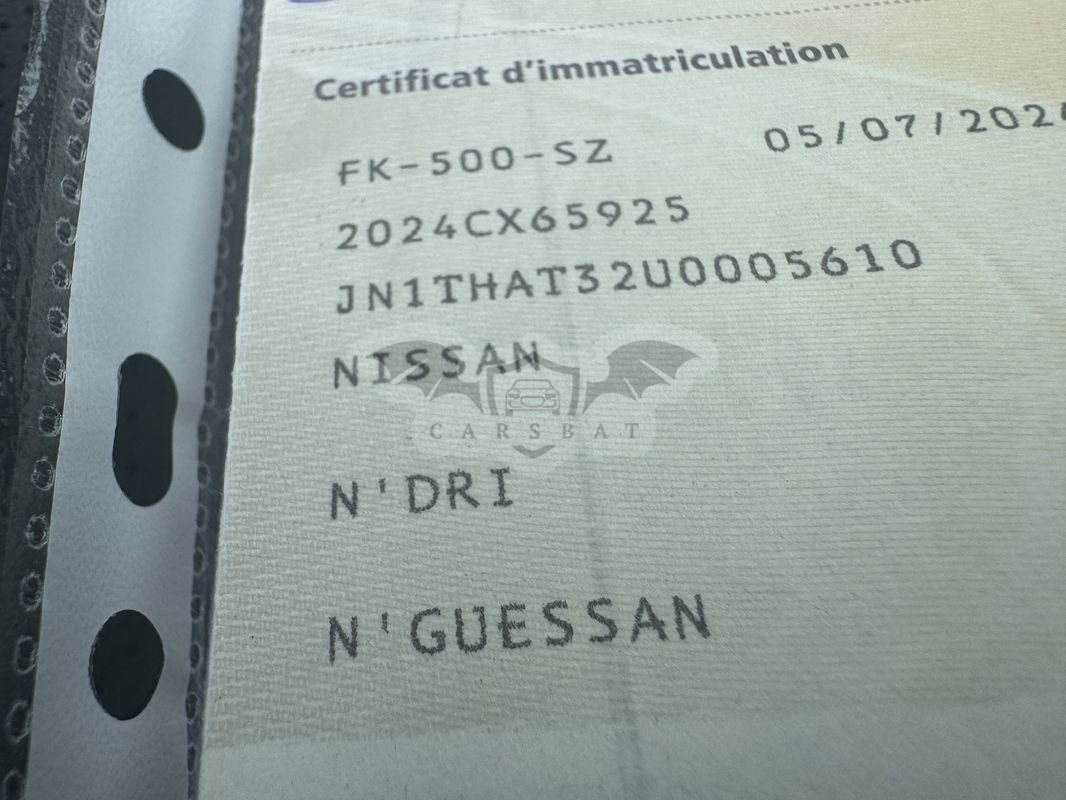 Certificat d'immatriculation
FK-500-SZ 05/07/202
2024CX65925
JN1THAT32U0005610
NISSAN
CARSBAT
N'DRI
N'GUESSAN